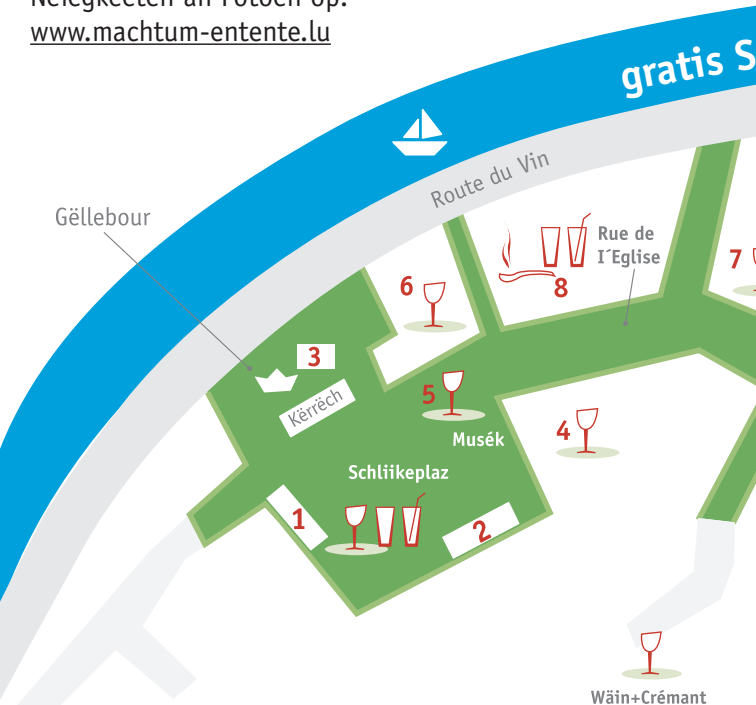 www.machtum-entente.lu
gratis S
Route du Vin
Gëllebour
Rue de
l´Eglise
7
6
8
3
Kërrëch
5
4
Musék
Schliikeplaz
1
2
Wäin+Crémant